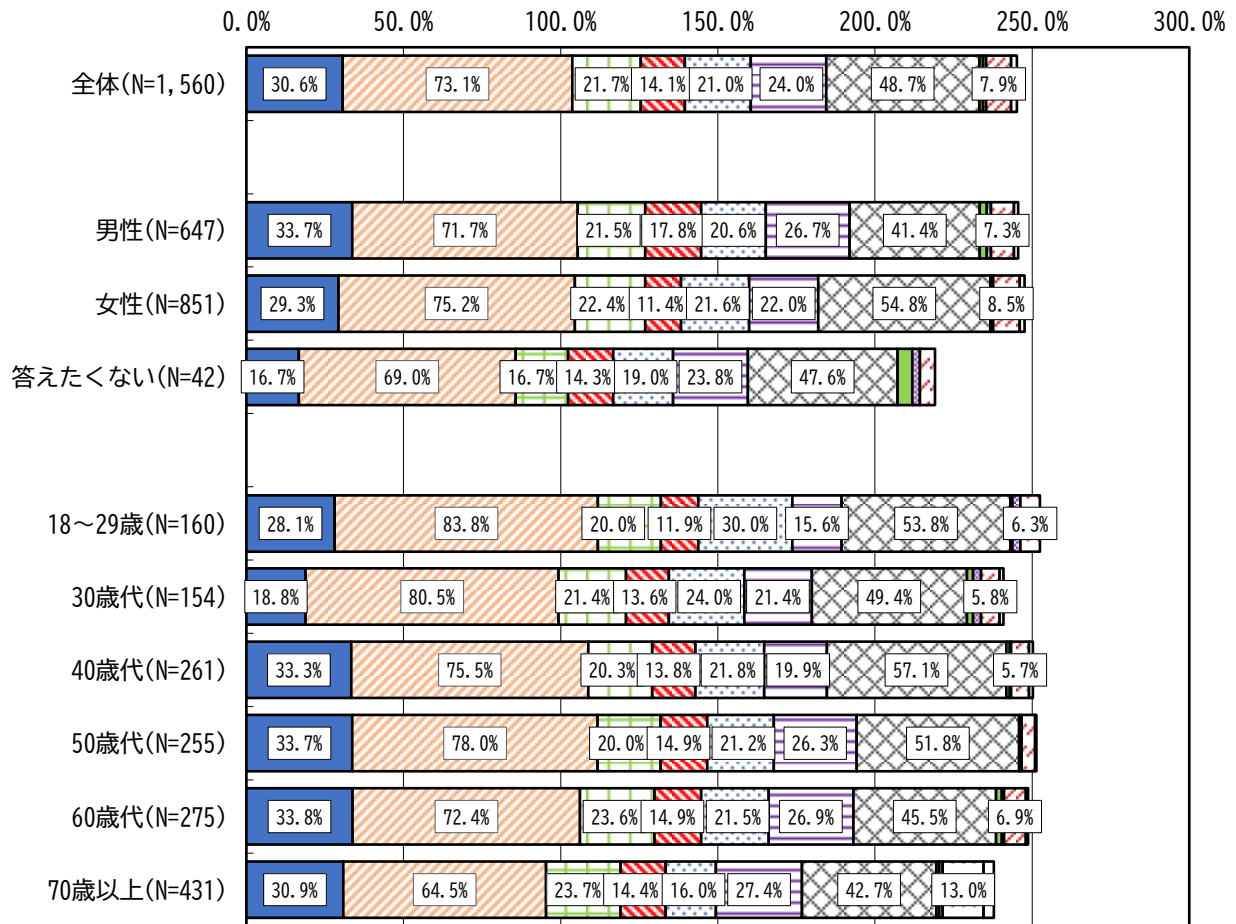 0.0% 50.0% 100.0% 150.0% 200.0% 250.0% 300.0%
全体(N=1,560) 30.6% 73.1% 21.7% 14.1% 21.0% 24.0% 48.7% 7.9%
男性(N=647) 33.7% 71.7% 21.5% 17.8% 20.6% 26.7% 41.4% 7.3%
女性(N=851) 29.3% 75.2% 22.4% 11.4% 21.6% 22.0% 54.8% 8.5%
答えたくない(N=42) 16.7% 69.0% 16.7% 14.3% 19.0% 23.8% 47.6%
18～29歳(N=160) 28.1% 83.8% 20.0% 11.9% 30.0% 15.6% 53.8% 6.3%
30歳代(N=154) 18.8% 80.5% 21.4% 13.6% 24.0% 21.4% 49.4% 5.8%
40歳代(N=261) 33.3% 75.5% 20.3% 13.8% 21.8% 19.9% 57.1% 5.7%
50歳代(N=255) 33.7% 78.0% 20.0% 14.9% 21.2% 26.3% 51.8%
60歳代(N=275) 33.8% 72.4% 23.6% 14.9% 21.5% 26.9% 45.5% 6.9%
70歳以上(N=431) 30.9% 64.5% 23.7% 14.4% 16.0% 27.4% 42.7% 13.0%